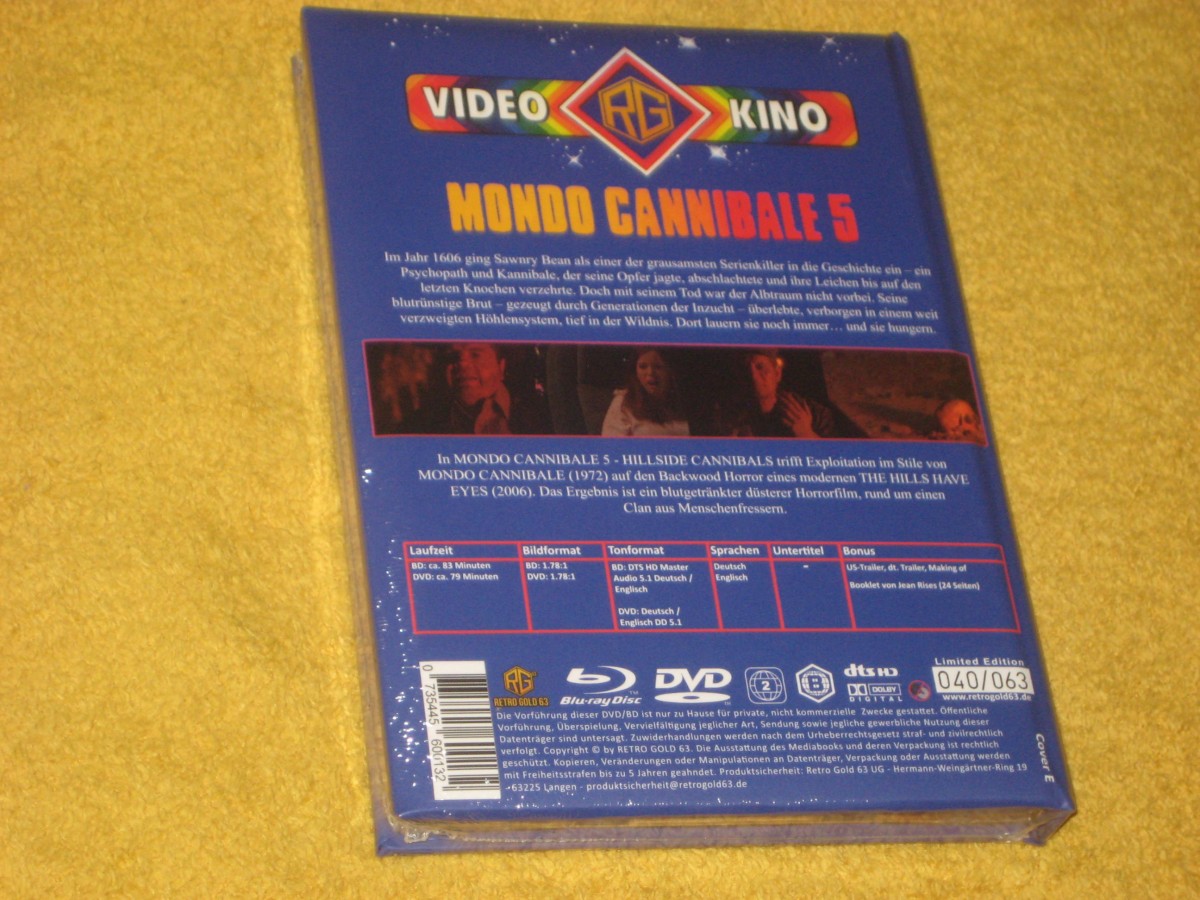 VIDEO RG KINO
MONDO CANNIBALE 5
Im Jahr 1606 ging Sawnry Bean als einer der grausamsten Serienkiller in die Geschichte ein – ein
Psychopath und Kannibale, der seine Opfer jagte, abschlachtete und ihre Leichen bis auf den
letzten Knochen verzehrte. Doch mit seinem Tod war der Albtraum nicht vorbei. Seine
blutrünstige Brut – gezeugt durch Generationen der Inzucht – überlebte, verborgen in einem weit
verzweigten Höhlensystem, tief in der Wildnis. Dort lauern sie noch immer… und sie hungern.
In MONDO CANNIBALE 5 - HILLSIDE CANNIBALS trifft Exploitation im Stile von
MONDO CANNIBALE (1972) auf den Backwood Horror eines modernen THE HILLS HAVE
EYES (2006). Das Ergebnis ist ein blutgetränkter düsterer Horrorfilm, rund um einen
Clan aus Menschenfressern.
Laufzeit Bildformat Tonformat Sprachen Untertitel Bonus
BD: ca. 83 Minuten BD: 1.78:1 BD: DTS HD Master Deutsch - US-Trailer, dt. Trailer, Making of
DVD: ca. 79 Minuten DVD: 1.78:1 Audio 5.1 Deutsch / Englisch Booklet von Jean Rises (24 Seiten)
Englisch
DVD: Deutsch /
Englisch DD 5.1
0 735445 600132
RG
RETRO GOLD 63
Blu-ray Disc
DVD
2
dts HD
DOLBY
DIGITAL
Limited Edition
040/063
www.retrogold63.de
Die Vorführung dieser DVD/BD ist nur zu Hause für private, nicht kommerzielle Zwecke gestattet. Öffentliche
Vorführung, Überspielung, Vervielfältigung jeglicher Art, Sendung sowie jegliche gewerbliche Nutzung dieser
Datenträger sind untersagt. Zuwiderhandlungen werden nach dem Urheberrechtsgesetz straf- und zivilrechtlich
verfolgt. Copyright © by RETRO GOLD 63. Die Ausstattung des Mediabooks und deren Verpackung ist rechtlich
geschützt. Kopieren, Veränderungen oder Manipulationen an Datenträger, Verpackung oder Ausstattung werden
mit Freiheitsstrafen bis zu 5 Jahren geahndet. Produktsicherheit: Retro Gold 63 UG - Hermann-Weingärtner-Ring 19
-63225 Langen - produktsicherheit@retrogold63.de
Cover E